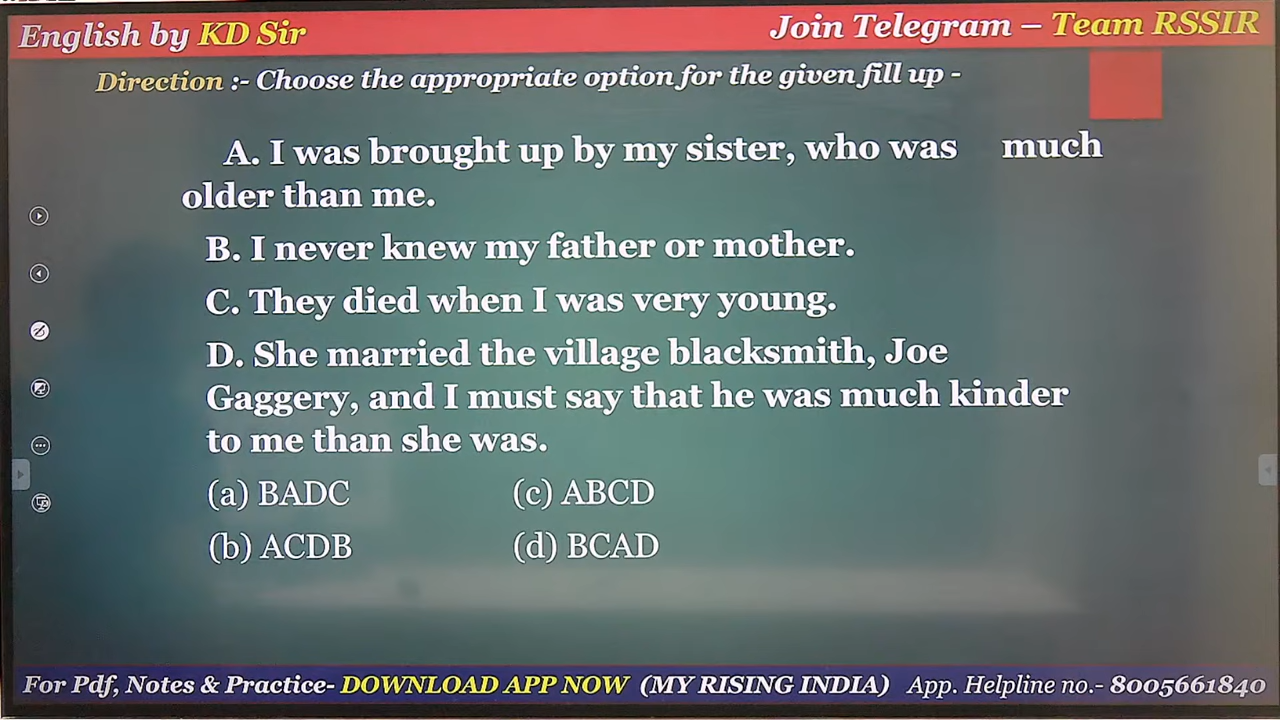 English by KD Sir
Join Telegram – Team RSSIR
Direction :- Choose the appropriate option for the given fill up -
A. I was brought up by my sister, who was much
older than me.
B. I never knew my father or mother.
C. They died when I was very young.
D. She married the village blacksmith, Joe
Gaggery, and I must say that he was much kinder
to me than she was.
(a) BADC (c) ABCD
(b) ACDB (d) BCAD
For Pdf, Notes & Practice- DOWNLOAD APP NOW (MY RISING INDIA) App. Helpline no.- 8005661840